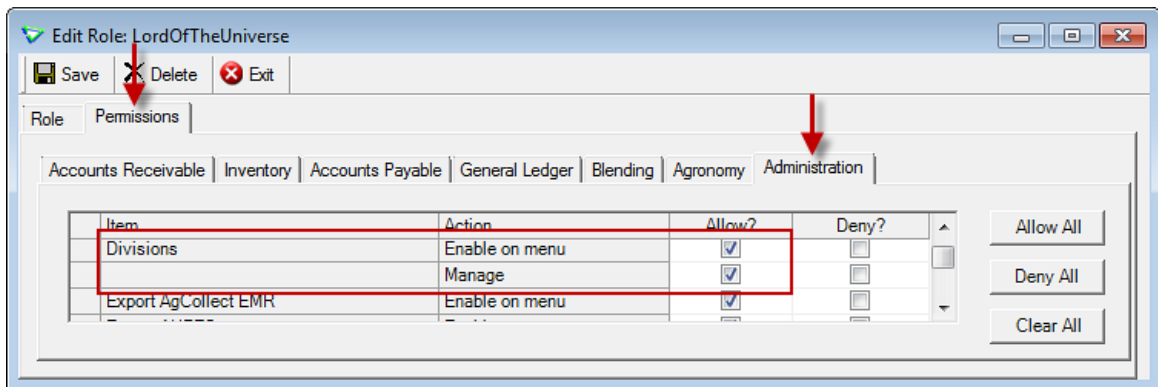 Edit Role: LordOfTheUniverse
Save Delete Exit
Role Permissions
Accounts Receivable Inventory Accounts Payable General Ledger Blending Agronomy Administration
Item Action Allow? Deny?
Divisions Enable on menu
Manage
Export AgCollect EMR Enable on menu
Allow All
Deny All
Clear All